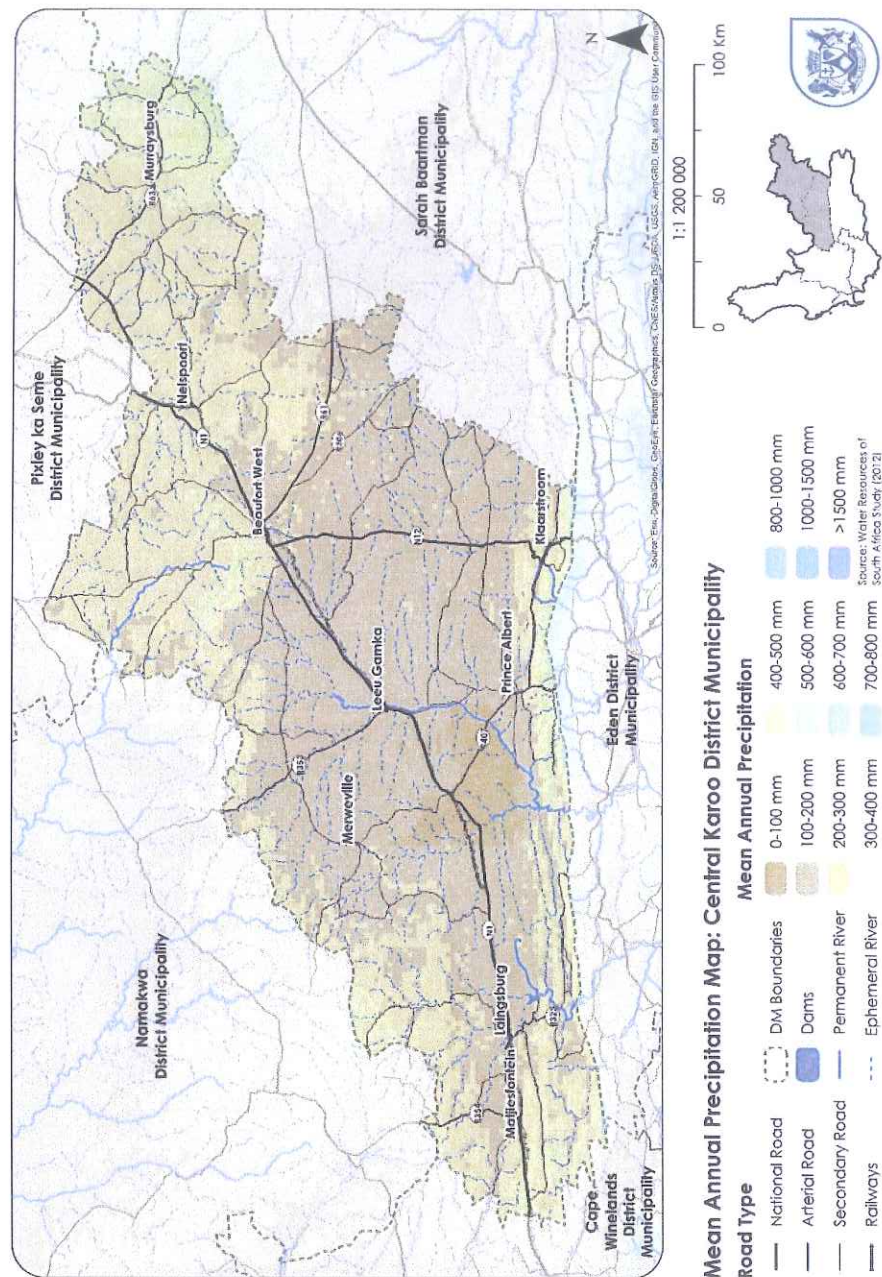 Pixley ka Seme
District Municipality
Namakwa
District Municipality
Murraysburg
R63
Nelspoort
N1
Beaufort West
R61
Sarah Baartman
District Municipality
R353
Merweville
Leeu Gamka
N12
Klaarstroom
Prince Albert
Laingsburg
N1
R354
Matjiesfontein
Cape
Winelands
District
Municipality
Eden District
Municipality
N
Mean Annual Precipitation Map: Central Karoo District Municipality
1:1 200 000
0
50
100 Km
Road Type
National Road
Arterial Road
Secondary Road
Railways
DM Boundaries
Dams
Permanent River
Ephemeral River
Mean Annual Precipitation
0-100 mm
100-200 mm
200-300 mm
300-400 mm
400-500 mm
500-600 mm
600-700 mm
700-800 mm
800-1000 mm
1000-1500 mm
>1500 mm
Source: Water Resources of
South Africa Study (2012)